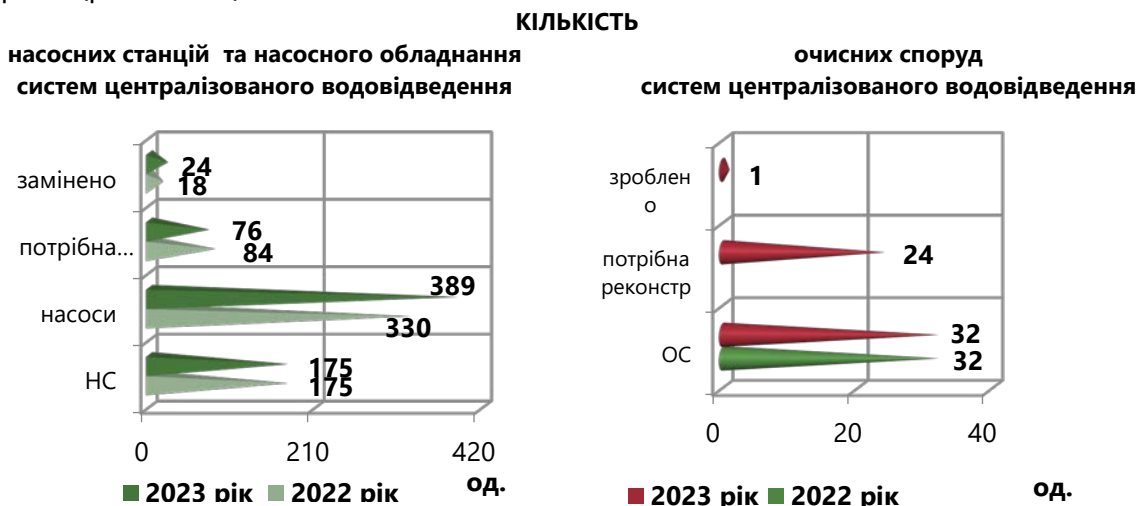 КІЛЬКІСТЬ
насосних станцій та насосного обладнання
систем централізованого водовідведення
замінено
потрібна...
насоси
НС
24
18
76
84
389
330
175
175
0 210 420
2023 рік 2022 рік од.
очисних споруд
систем централізованого водовідведення
зроблен
о
потрібна
реконстр
ОС
1
24
32
32
0 20 40
2023 рік 2022 рік од.